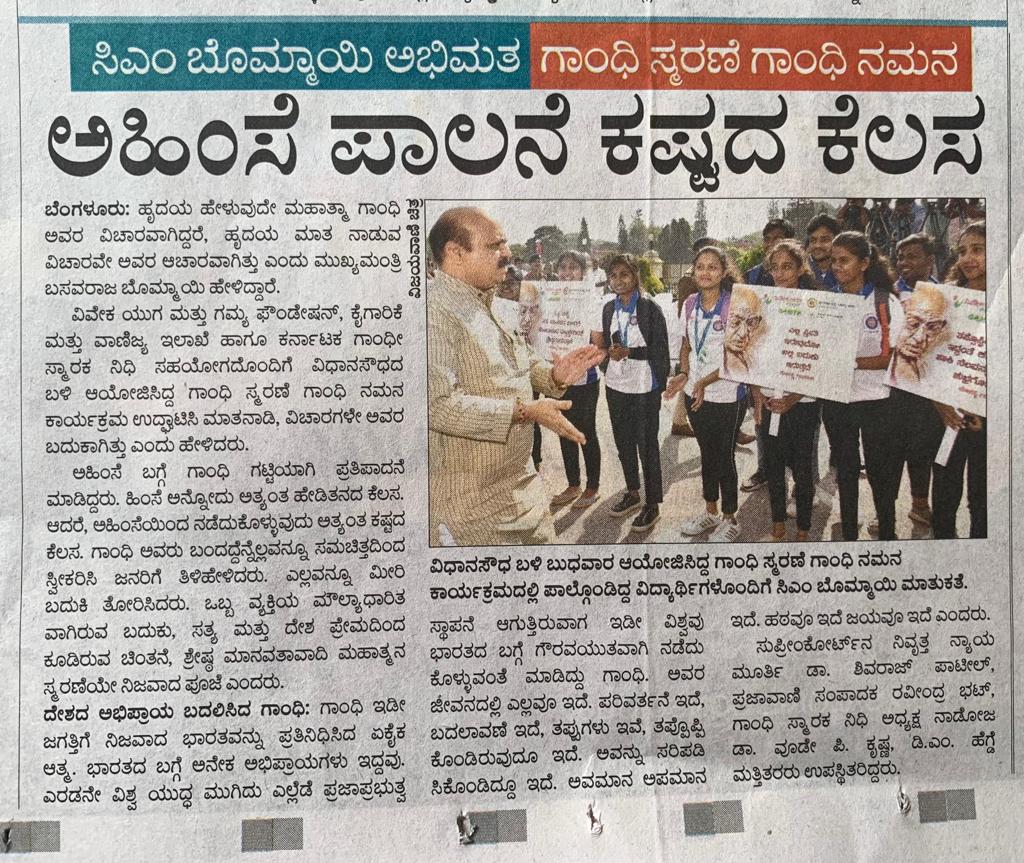 ಸಿಎಂ ಬೊಮ್ಮಾಯಿ ಅಭಿಮತ
ಗಾಂಧಿ ಸ್ಮರಣೆ ಗಾಂಧಿ ನಮನ
ಅಹಿಂಸೆ ಪಾಲನೆ ಕಷ್ಟದ ಕೆಲಸ
ಬೆಂಗಳೂರು: ಹೃದಯ ಹೇಳುವುದೇ ಮಹಾತ್ಮಾ ಗಾಂಧಿ
ಅವರ ವಿಚಾರವಾಗಿದ್ದರೆ, ಹೃದಯ ಮಾತ ನಾಡುವ
ವಿಚಾರವೇ ಅವರ ಆಚಾರವಾಗಿತ್ತು ಎಂದು ಮುಖ್ಯಮಂತ್ರಿ
ಬಸವರಾಜ ಬೊಮ್ಮಾಯಿ ಹೇಳಿದ್ದಾರೆ.
ವಿವೇಕ ಯುಗ ಮತ್ತು ಗಮ್ಯ ಫೌಂಡೇಷನ್, ಕೈಗಾರಿಕೆ
ಮತ್ತು ವಾಣಿಜ್ಯ ಇಲಾಖೆ ಹಾಗೂ ಕರ್ನಾಟಕ ಗಾಂಧೀ
ಸ್ಮಾರಕ ನಿಧಿ ಸಹಯೋಗದೊಂದಿಗೆ ವಿಧಾನಸೌಧದ
ಬಳಿ ಆಯೋಜಿಸಿದ್ದ 'ಗಾಂಧಿ ಸ್ಮರಣೆ ಗಾಂಧಿ ನಮನ
ಕಾರ್ಯಕ್ರಮ ಉದ್ಘಾಟಿಸಿ ಮಾತನಾಡಿ, ವಿಚಾರಗಳೇ ಅವರ
ಬದುಕಾಗಿತ್ತು ಎಂದು ಹೇಳಿದರು.
ಅಹಿಂಸೆ ಬಗ್ಗೆ ಗಾಂಧಿ ಗಟ್ಟಿಯಾಗಿ ಪ್ರತಿಪಾದನೆ
ಮಾಡಿದ್ದರು. ಹಿಂಸೆ ಅನ್ನೋದು ಅತ್ಯಂತ ಹೇಡಿತನದ ಕೆಲಸ.
ಆದರೆ, ಅಹಿಂಸೆಯಿಂದ ನಡೆದುಕೊಳ್ಳುವುದು ಅತ್ಯಂತ ಕಷ್ಟದ
ಕೆಲಸ. ಗಾಂಧಿ ಅವರು ಬಂದದ್ದೆನ್ನೆಲ್ಲವನ್ನೂ ಸಮಚಿತ್ತದಿಂದ
ಸ್ವೀಕರಿಸಿ ಜನರಿಗೆ ತಿಳಿಹೇಳಿದರು. ಎಲ್ಲವನ್ನೂ ಮೀರಿ
ಬದುಕಿ ತೋರಿಸಿದರು. ಒಬ್ಬ ವ್ಯಕ್ತಿಯ ಮೌಲ್ಯಾಧಾರಿತ
ವಾಗಿರುವ ಬದುಕು, ಸತ್ಯ ಮತ್ತು ದೇಶ ಪ್ರೇಮದಿಂದ
ಕೂಡಿರುವ ಚಿಂತನೆ, ಶ್ರೇಷ್ಠ ಮಾನವತಾವಾದಿ ಮಹಾತ್ಮನ
ಸ್ಮರಣೆಯೇ ನಿಜವಾದ ಪೂಜೆ ಎಂದರು.
ದೇಶದ ಅಭಿಪ್ರಾಯ ಬದಲಿಸಿದ ಗಾಂಧಿ: ಗಾಂಧಿ ಇಡೀ
ಜಗತ್ತಿಗೆ ನಿಜವಾದ ಭಾರತವನ್ನು ಪ್ರತಿನಿಧಿಸಿದ ಏಕೈಕ
ಆತ್ಮ. ಭಾರತದ ಬಗ್ಗೆ ಅನೇಕ ಅಭಿಪ್ರಾಯಗಳು ಇದ್ದವು.
ಎರಡನೇ ವಿಶ್ವ ಯುದ್ಧ ಮುಗಿದು ಎಲ್ಲೆಡೆ ಪ್ರಜಾಪ್ರಭುತ್ವ
ವಿಜಯವಾಣಿ ಚಿತ್ರ
ವಿಧಾನಸೌಧ ಬಳಿ ಬುಧವಾರ ಆಯೋಜಿಸಿದ್ದ ಗಾಂಧಿ ಸ್ಮರಣೆ ಗಾಂಧಿ ನಮನ
ಕಾರ್ಯಕ್ರಮದಲ್ಲಿ ಪಾಲ್ಗೊಂಡಿದ್ದ ವಿದ್ಯಾರ್ಥಿಗಳೊಂದಿಗೆ ಸಿಎಂ ಬೊಮ್ಮಾಯಿ ಮಾತುಕತೆ.
ಸ್ಥಾಪನೆ ಆಗುತ್ತಿರುವಾಗ ಇಡೀ ವಿಶ್ವವು
ಭಾರತದ ಬಗ್ಗೆ ಗೌರವಯುತವಾಗಿ ನಡೆದು
ಕೊಳ್ಳುವಂತೆ ಮಾಡಿದ್ದು ಗಾಂಧಿ. ಅವರ
ಜೀವನದಲ್ಲಿ ಎಲ್ಲವೂ ಇದೆ. ಪರಿವರ್ತನೆ ಇದೆ,
ಬದಲಾವಣೆ ಇದೆ, ತಪ್ಪುಗಳು ಇವೆ, ತಪ್ಪೊಪ್ಪಿ
ಕೊಂಡಿರುವುದೂ ಇದೆ. ಅವನ್ನು ಸರಿಪಡಿ
ಸಿಕೊಂಡಿದ್ದೂ ಇದೆ. ಅವಮಾನ ಅಪಮಾನ
ಇದೆ. ಹಠವೂ ಇದೆ ಜಯವೂ ಇದೆ ಎಂದರು.
ಸುಪ್ರೀಂಕೋರ್ಟ್‌ನ ನಿವೃತ್ತ ನ್ಯಾಯ
ಮೂರ್ತಿ ಡಾ. ಶಿವರಾಜ್ ಪಾಟೀಲ್,
ಪ್ರಜಾವಾಣಿ ಸಂಪಾದಕ ರವೀಂದ್ರ ಭಟ್,
ಗಾಂಧಿ ಸ್ಮಾರಕ ನಿಧಿ ಅಧ್ಯಕ್ಷ ನಾಡೋಜ
ಡಾ. ವೂಡೇ ಪಿ. ಕೃಷ್ಣ, ಡಿ.ಎಂ. ಹೆಗ್ಡೆ
ಮತ್ತಿತರರು ಉಪಸ್ಥಿತರಿದ್ದರು.